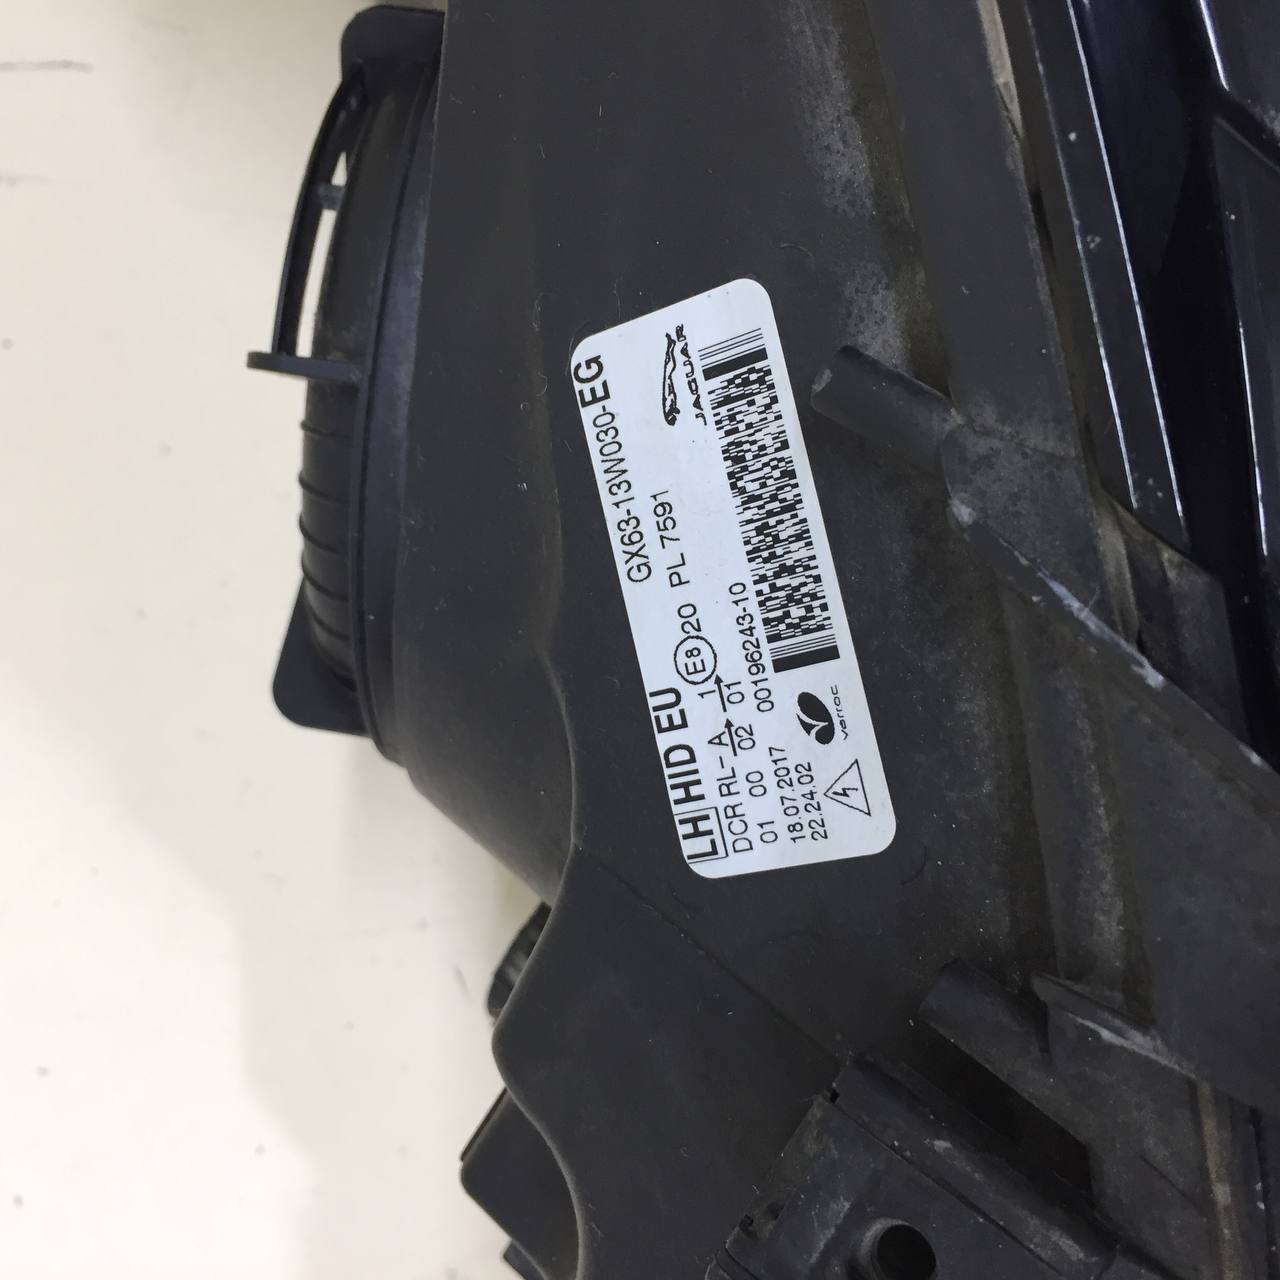 LH HID EU
GX63-13W030-EG
DCR RL- A 1 E8 20 PL 7591
01 00 02 01
00196243-10
18.07.2017
22.24.02
varroc
JAGUAR